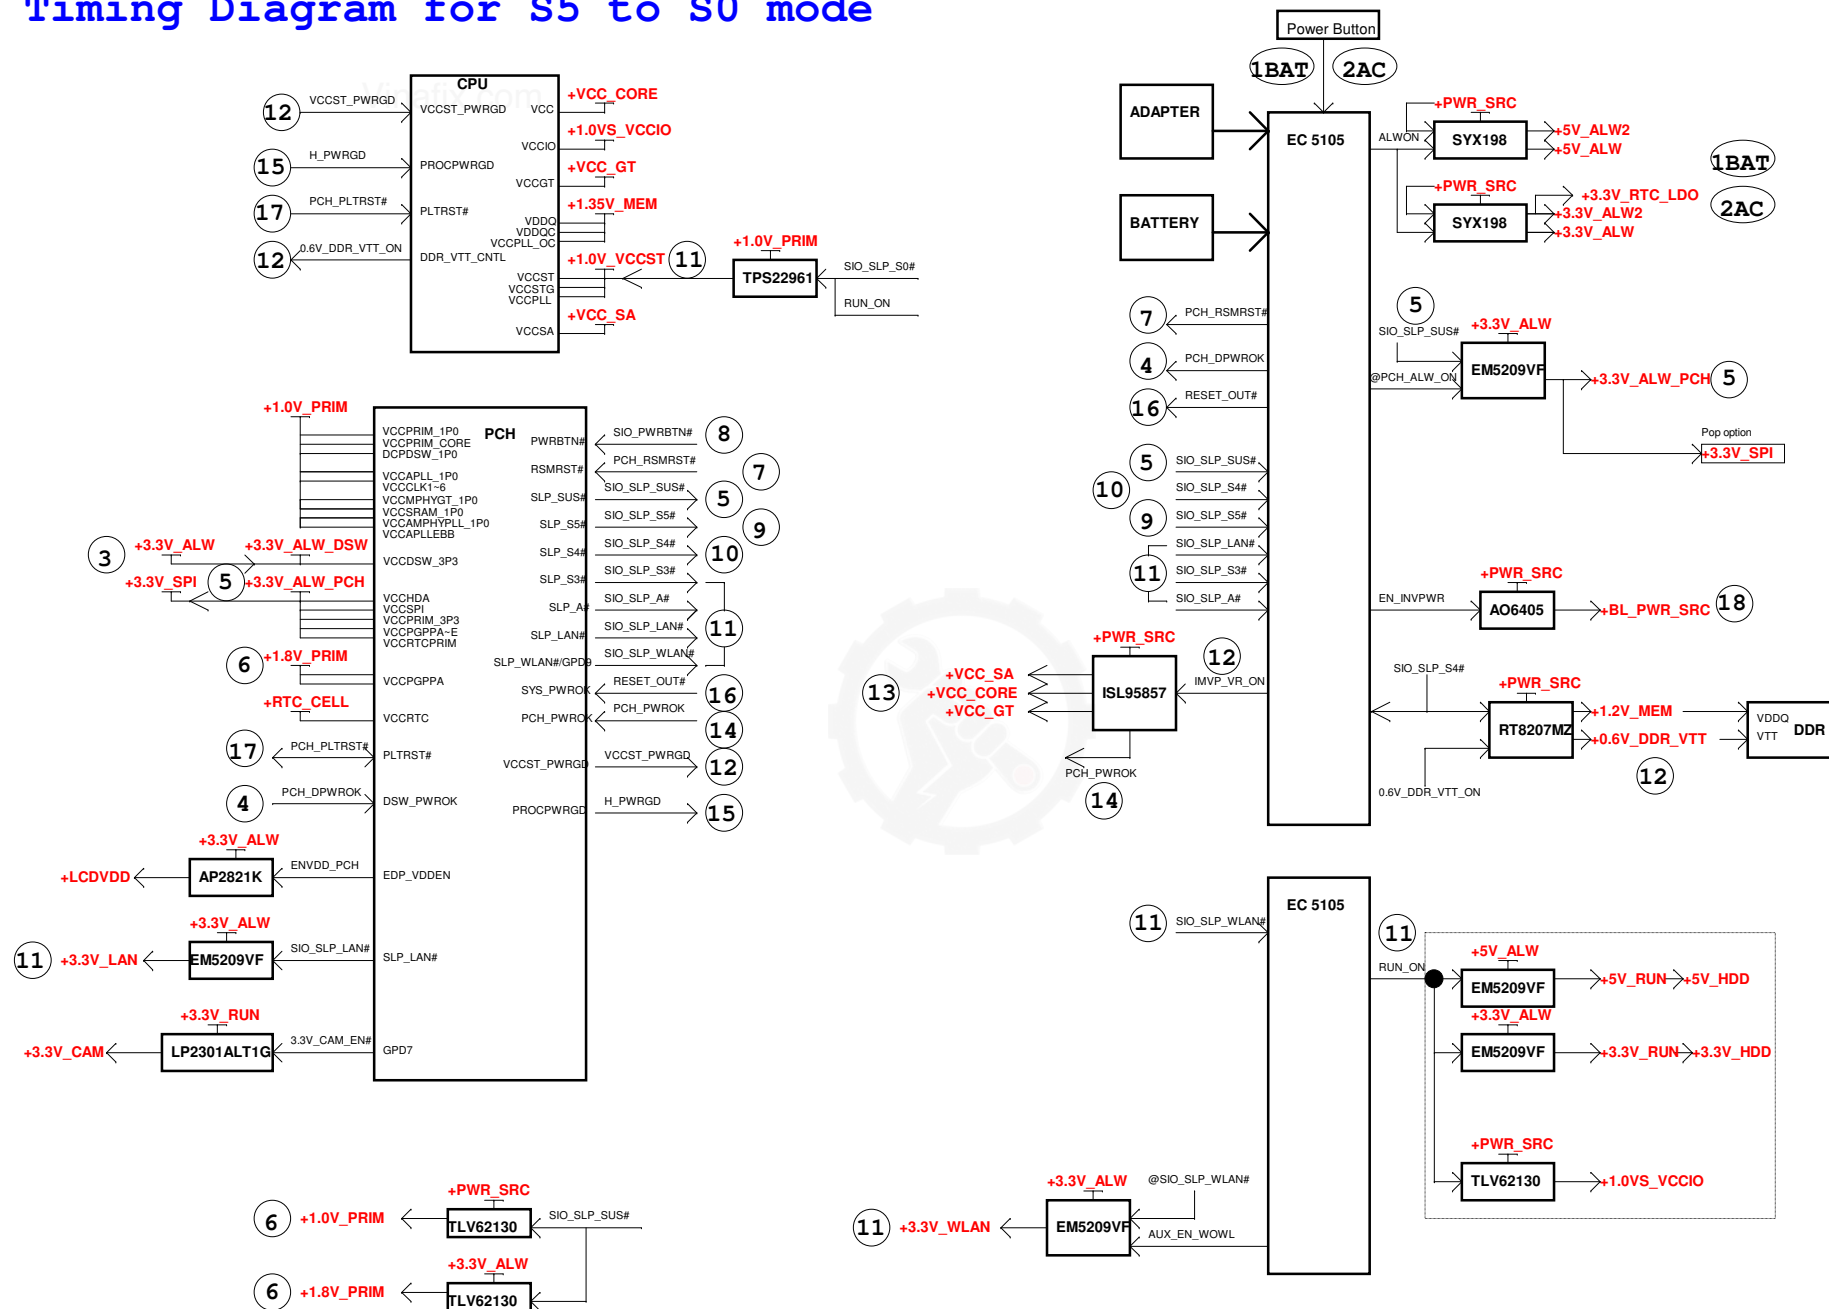 Timing Diagram for S5 to S0 mode
Vinafix.com
CPU
12
VCCST_PWRGD
VCCST_PWRGD
VCC
+VCC_CORE
+1.0VS_VCCIO
VCCIO
15
H_PWRGD
PROCPWRGD
+VCC_GT
VCCGT
17
PCH_PLTRST#
PLTRST#
+1.35V_MEM
VDDQ
VDDQC
VCCPLL_OC
12
0.6V_DDR_VTT_ON
DDR_VTT_CNTL
+1.0V_VCCST
11
VCCST
VCCSTG
VCCPLL
+VCC_SA
VCCSA
+1.0V_PRIM
TPS22961
SIO_SLP_S0#
RUN_ON
+1.0V_PRIM
PCH
VCCPRIM_1P0
VCCPRIM_CORE
DCPDSW_1P0
VCCAPLL_1P0
VCCCLK1~6
VCCMPHYGT_1P0
VCCSRAM_1P0
VCCAMPHYPLL_1P0
VCCAPLLEBB
3
+3.3V_ALW
+3.3V_ALW_DSW
VCCDSW_3P3
+3.3V_SPI
5
+3.3V_ALW_PCH
VCCHDA
VCCSPI
VCCPRIM_3P3
VCCPGPPA~E
VCCRTCPRIM
6
+1.8V_PRIM
VCCPGPPA
+RTC_CELL
VCCRTC
17
PCH_PLTRST#
PLTRST#
4
PCH_DPWROK
DSW_PWROK
+3.3V_ALW
+LCDVDD
AP2821K
ENVDD_PCH
EDP_VDDEN
+3.3V_ALW
11
+3.3V_LAN
EM5209VF
SIO_SLP_LAN#
SLP_LAN#
+3.3V_RUN
+3.3V_CAM
LP2301ALT1G
3.3V_CAM_EN#
GPD7
PWRBTN#
SIO_PWRBTN#
8
RSMRST#
PCH_RSMRST#
7
SLP_SUS#
SIO_SLP_SUS#
5
SLP_S5#
SIO_SLP_S5#
9
SLP_S4#
SIO_SLP_S4#
10
SLP_S3#
SIO_SLP_S3#
SLP_A#
SIO_SLP_A#
11
SLP_LAN#
SIO_SLP_LAN#
SLP_WLAN#/GPD9
SIO_SLP_WLAN#
SYS_PWROK
RESET_OUT#
16
PCH_PWROK
PCH_PWROK
14
VCCST_PWRGD
VCCST_PWRGD
12
PROCPWRGD
H_PWRGD
15
+PWR_SRC
6
+1.0V_PRIM
TLV62130
SIO_SLP_SUS#
+3.3V_ALW
6
+1.8V_PRIM
TLV62130
Power Button
1BAT
2AC
ADAPTER
BATTERY
EC 5105
ALWON
+PWR_SRC
SYX198
+5V_ALW2
+5V_ALW
1BAT
+PWR_SRC
SYX198
+3.3V_RTC_LDO
+3.3V_ALW2
+3.3V_ALW
2AC
7
PCH_RSMRST#
4
PCH_DPWROK
16
RESET_OUT#
5
SIO_SLP_SUS#
@PCH_ALW_ON
+3.3V_ALW
EM5209VF
+3.3V_ALW_PCH
5
Pop option
+3.3V_SPI
5
SIO_SLP_SUS#
10
SIO_SLP_S4#
9
SIO_SLP_S5#
SIO_SLP_LAN#
11
SIO_SLP_S3#
SIO_SLP_A#
EN_INVPWR
+PWR_SRC
AO6405
+BL_PWR_SRC
18
+PWR_SRC
13
+VCC_SA
+VCC_CORE
+VCC_GT
ISL95857
12
IMVP_VR_ON
PCH_PWROK
14
SIO_SLP_S4#
+PWR_SRC
RT8207MZ
+1.2V_MEM
+0.6V_DDR_VTT
VDDQ
VTT
DDR
12
0.6V_DDR_VTT_ON
EC 5105
11
SIO_SLP_WLAN#
11
RUN_ON
+5V_ALW
EM5209VF
+5V_RUN
+5V_HDD
+3.3V_ALW
EM5209VF
+3.3V_RUN
+3.3V_HDD
+PWR_SRC
TLV62130
+1.0VS_VCCIO
+3.3V_ALW
@SIO_SLP_WLAN#
11
+3.3V_WLAN
EM5209VF
AUX_EN_WOWL